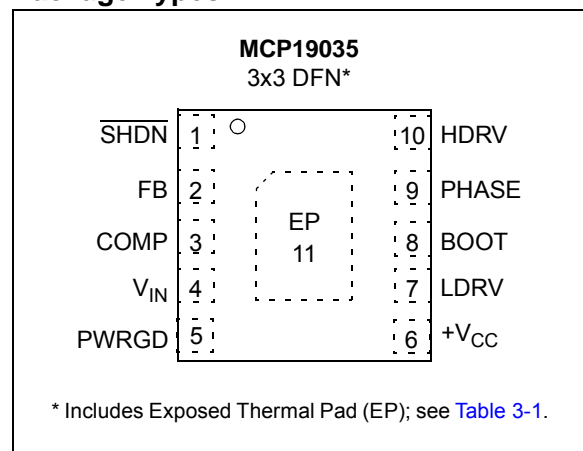 Package Types
MCP19035
3x3 DFN*
SHDN 1 10 HDRV
FB 2 9 PHASE
EP
COMP 3 8 BOOT
11
VIN 4 7 LDRV
PWRGD 5 6 +VCC
* Includes Exposed Thermal Pad (EP); see Table 3-1.